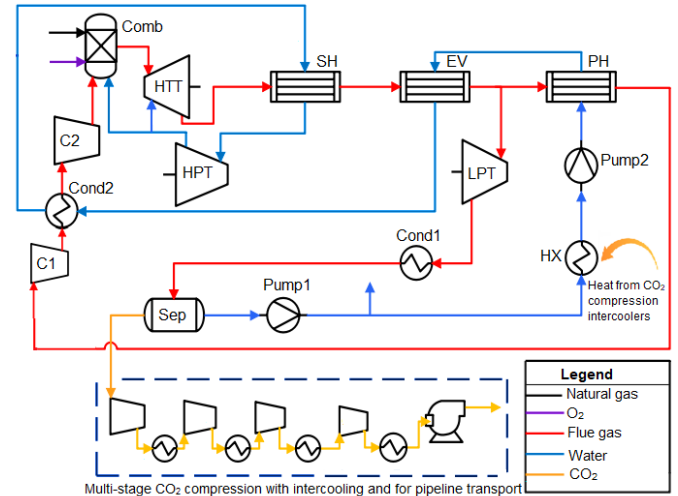 Comb
SH
EV
PH
HTT
C2
HPT
LPT
Pump2
Cond2
Cond1
C1
HX
Heat from CO₂
compression
intercoolers
Pump1
Sep
Legend
Natural gas
O₂
Flue gas
Water
CO₂
Multi-stage CO₂ compression with intercooling and for pipeline transport